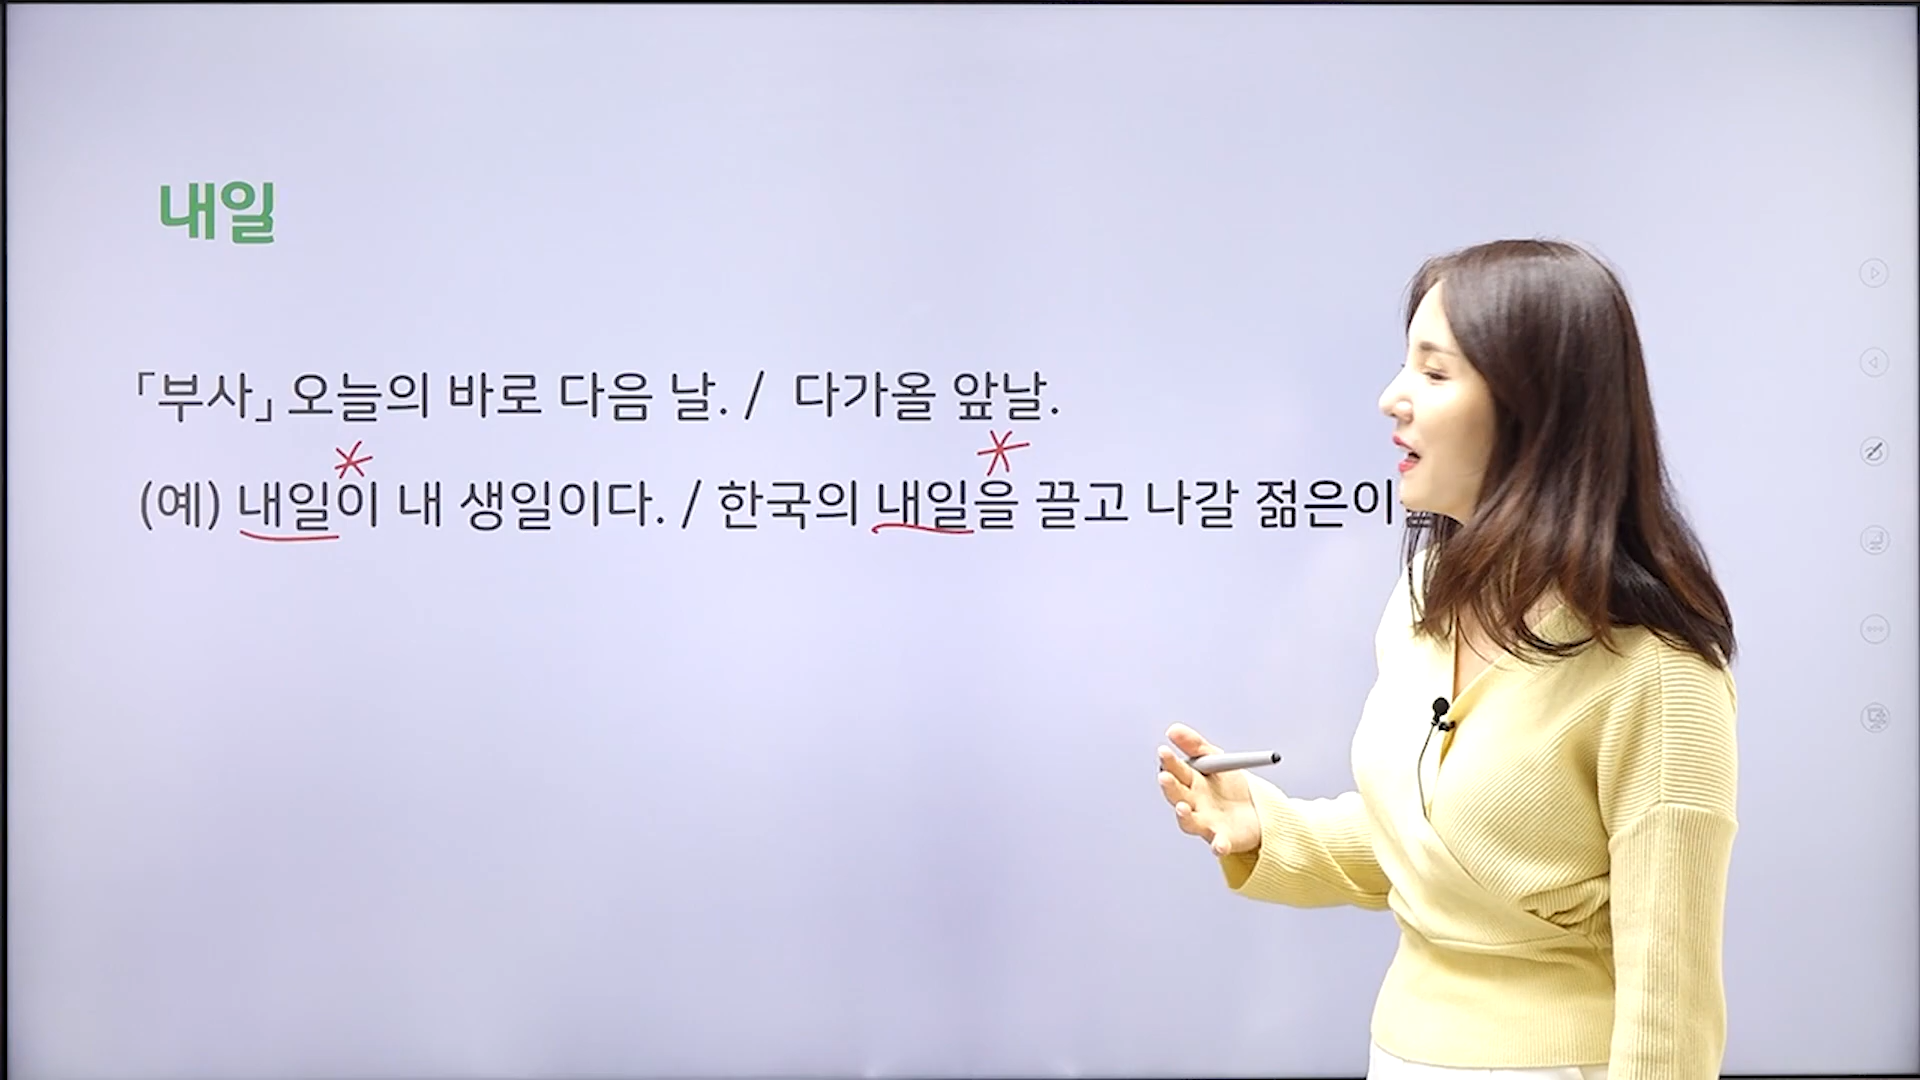 내일
「부사」 오늘의 바로 다음 날. / 다가올 앞날.
(예) 내일이 내 생일이다. / 한국의 내일을 끌고 나갈 젊은이